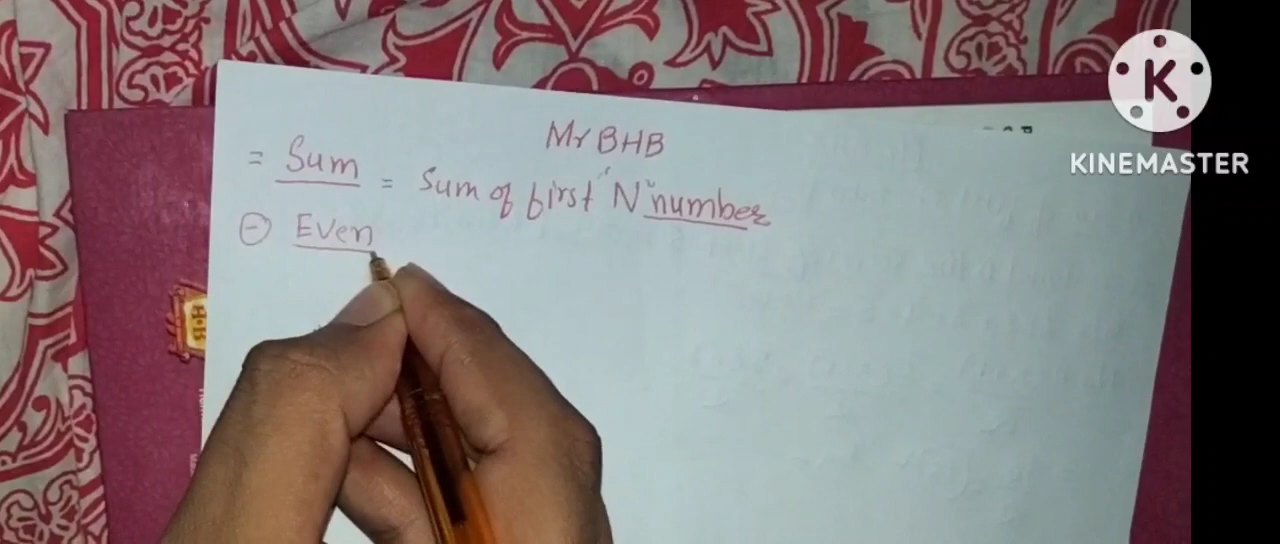 Mr BHB
= Sum = Sum of first "N" number
⊖ Even
K
KINEMASTER